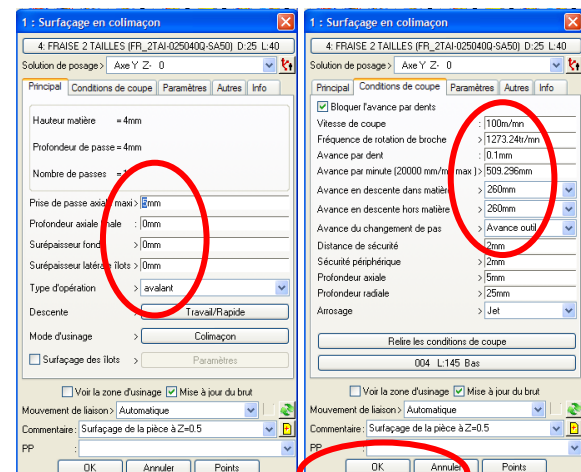 1 : Surfaçage en colimaçon
4: FRAISE 2 TAILLES (FR_2TAI-025040Q-SA50) D:25 L:40
Solution de posage > Axe Y Z- 0
Principal Conditions de coupe Paramètres Autres Info
Hauteur matière = 4mm
Profondeur de passe = 4mm
Nombre de passes
Prise de passe axiale maxi > 5mm
Profondeur axiale finale : 0mm
Surépaisseur fond > 0mm
Surépaisseur latérale îlots > 0mm
Type d'opération > avalant
Descente > Travail/Rapide
Mode d'usinage > Colimaçon
Surfaçage des îlots > Paramètres
Voir la zone d'usinage Mise à jour du brut
Mouvement de liaison > Automatique
Commentaire : Surfaçage de la pièce à Z=0.5
PP :
OK Annuler Points
1 : Surfaçage en colimaçon
4: FRAISE 2 TAILLES (FR_2TAI-025040Q-SA50) D:25 L:40
Solution de posage > Axe Y Z- 0
Principal Conditions de coupe Paramètres Autres Info
Bloquer l'avance par dents
Vitesse de coupe : 100m/mn
Fréquence de rotation de broche > 1273.24tr/mn
Avance par dent : 0.1mm
Avance par minute (20000 mm/mn max ) > 509.296mm
Avance en descente dans matière > 260mm
Avance en descente hors matière > 260mm
Avance du changement de pas > Avance outil
Distance de sécurité > 2mm
Sécurité périphérique > 2mm
Profondeur axiale > 5mm
Profondeur radiale > 25mm
Arrosage > Jet
Relire les conditions de coupe
004 L:145 Bas
Voir la zone d'usinage Mise à jour du brut
Mouvement de liaison > Automatique
Commentaire : Surfaçage de la pièce à Z=0.5
PP :
OK Annuler Points